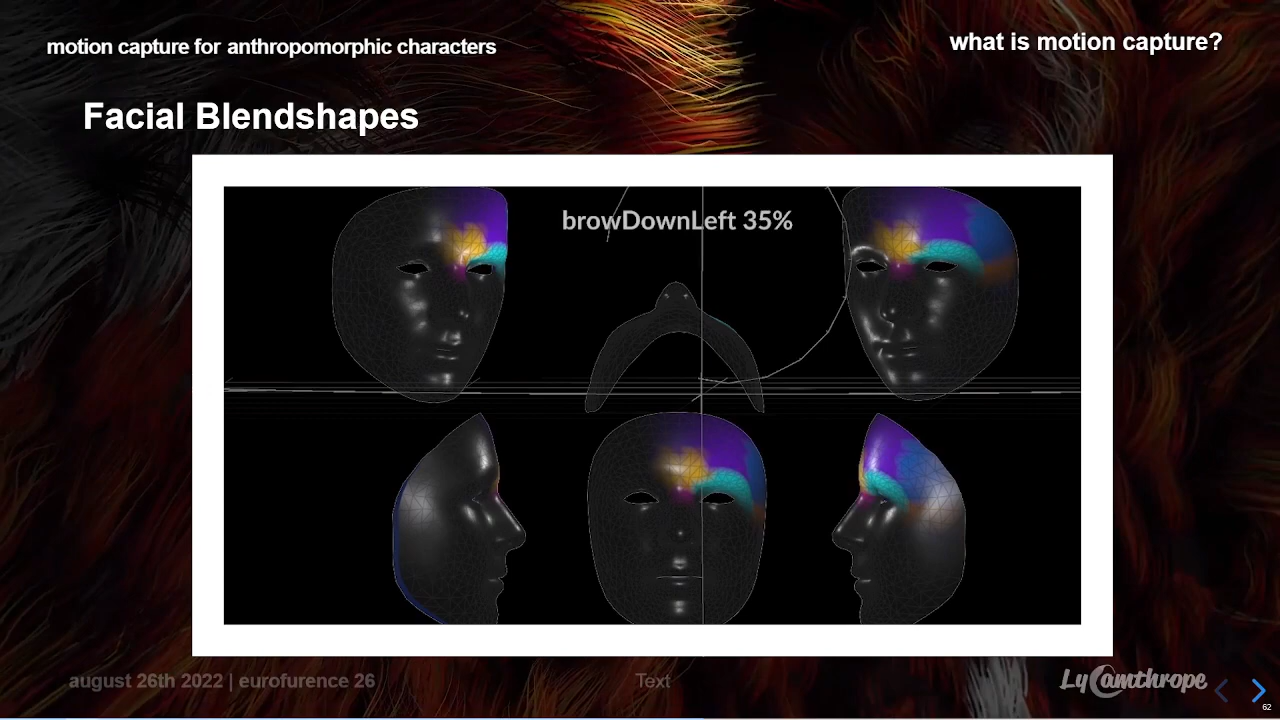 motion capture for anthropomorphic characters
what is motion capture?
Facial Blendshapes
browDownLeft 35%
august 26th 2022 | eurofurence 26
Text
LyCamthrope
62